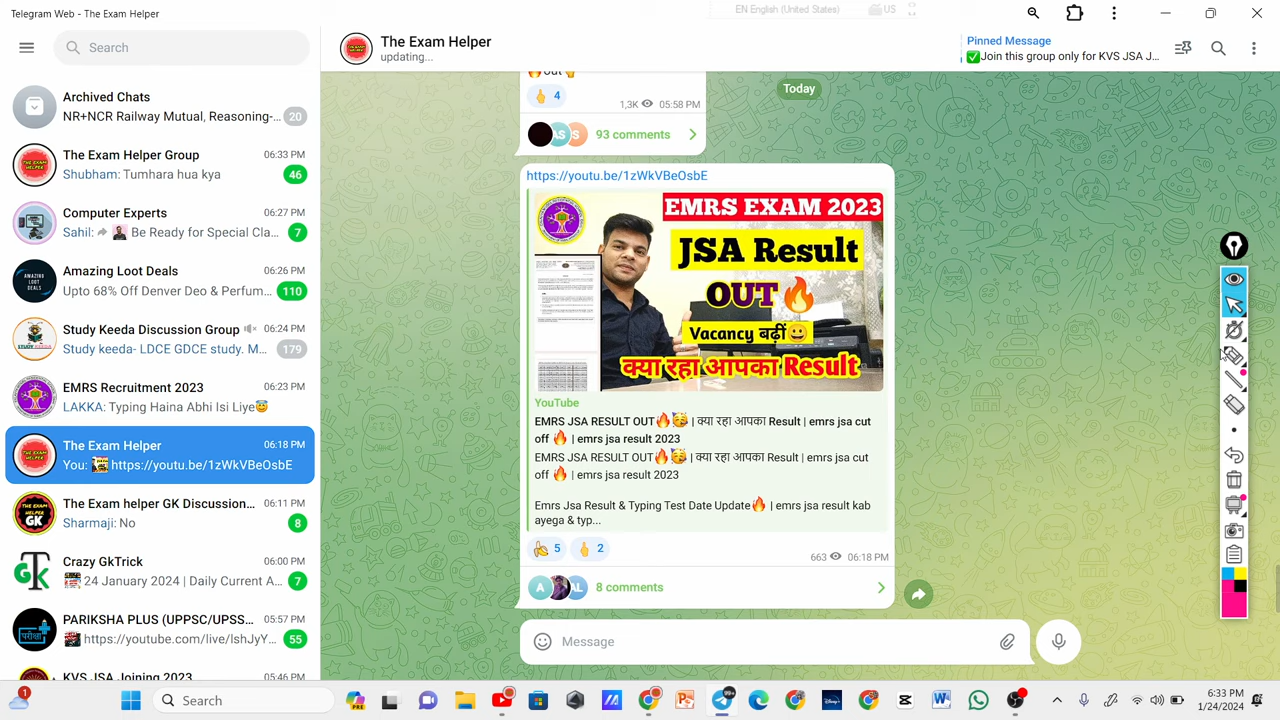 EN English (United States)
US
Telegram Web - The Exam Helper
Search
Archived Chats
NR+NCR Railway Mutual, Reasoning-...
20
The Exam Helper Group
06:33 PM
Shubham: Tumhara hua kya
46
Computer Experts
06:27 PM
Sahil: Be Ready for Special Cla...
7
Amazing Loot Deals
06:26 PM
Upto 68% Off Denver Deo & Perfum...
110
Study Keeda Discussion Group
06:24 PM
DCE GDCE study. M...
179
EMRS Recruitment 2023
06:23 PM
LAKKA: Typing Haina Abhi Isi Liye😇
The Exam Helper
06:18 PM
You: https://youtu.be/1zWkVBeOsbE
The Exam helper GK Discussion...
06:11 PM
Sharmaji: No
8
Crazy GkTrick
06:00 PM
24 January 2024 | Daily Current A...
7
PARIKSHA PLUS (UPPSC/UPSS...
05:57 PM
https://youtube.com/live/lshJyY...
55
KVS JSA Typing 2023
05:46 PM
The Exam Helper
updating...
Pinned Message
✅Join this group only for KVS JSA J...
Today
🔥Out👇
👆 4
1,3K 05:58 PM
AS S 93 comments
https://youtu.be/1zWkVBeOsbE
EMRS EXAM 2023
JSA Result
OUT🔥
Vacancy बढ़ीं😀
क्या रहा आपका Result
YouTube
EMRS JSA RESULT OUT🔥🥳 | क्या रहा आपका Result | emrs jsa cut
off 🔥 | emrs jsa result 2023
EMRS JSA RESULT OUT🔥🥳 | क्या रहा आपका Result | emrs jsa cut
off 🔥 | emrs jsa result 2023
Emrs Jsa Result & Typing Test Date Update🔥 | emrs jsa result kab
ayega & typ...
🍌 5 👆 2
663 06:18 PM
A AL 8 comments
Message
1
Search
PRE
99+
6:33 PM
1/24/2024